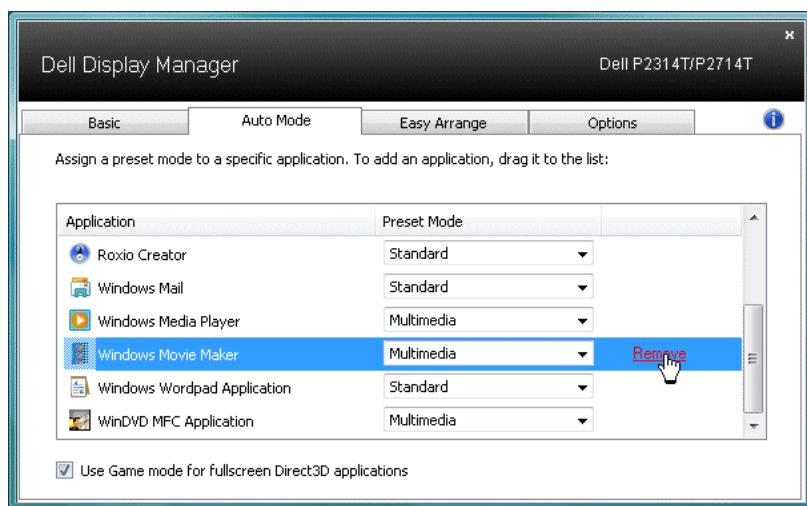 x
Dell Display Manager Dell P2314T/P2714T
Basic Auto Mode Easy Arrange Options i
Assign a preset mode to a specific application. To add an application, drag it to the list:
Application Preset Mode
Roxio Creator Standard
Windows Mail Standard
Windows Media Player Multimedia
Windows Movie Maker Multimedia Remove
Windows Wordpad Application Standard
WinDVD MFC Application Multimedia
Use Game mode for fullscreen Direct3D applications